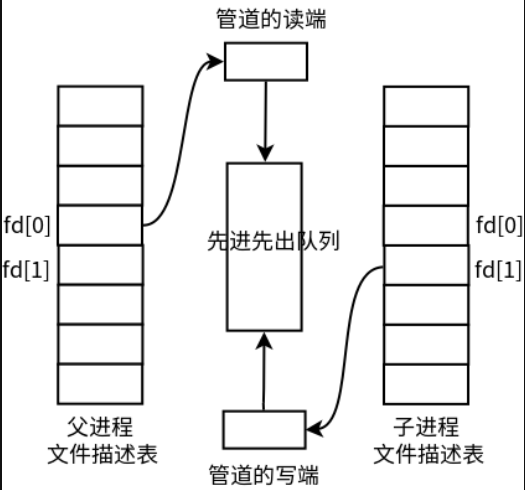 管道的读端
fd[0]
fd[0]
先进先出队列
fd[1]
fd[1]
父进程
文件描述表
子进程
文件描述表
管道的写端